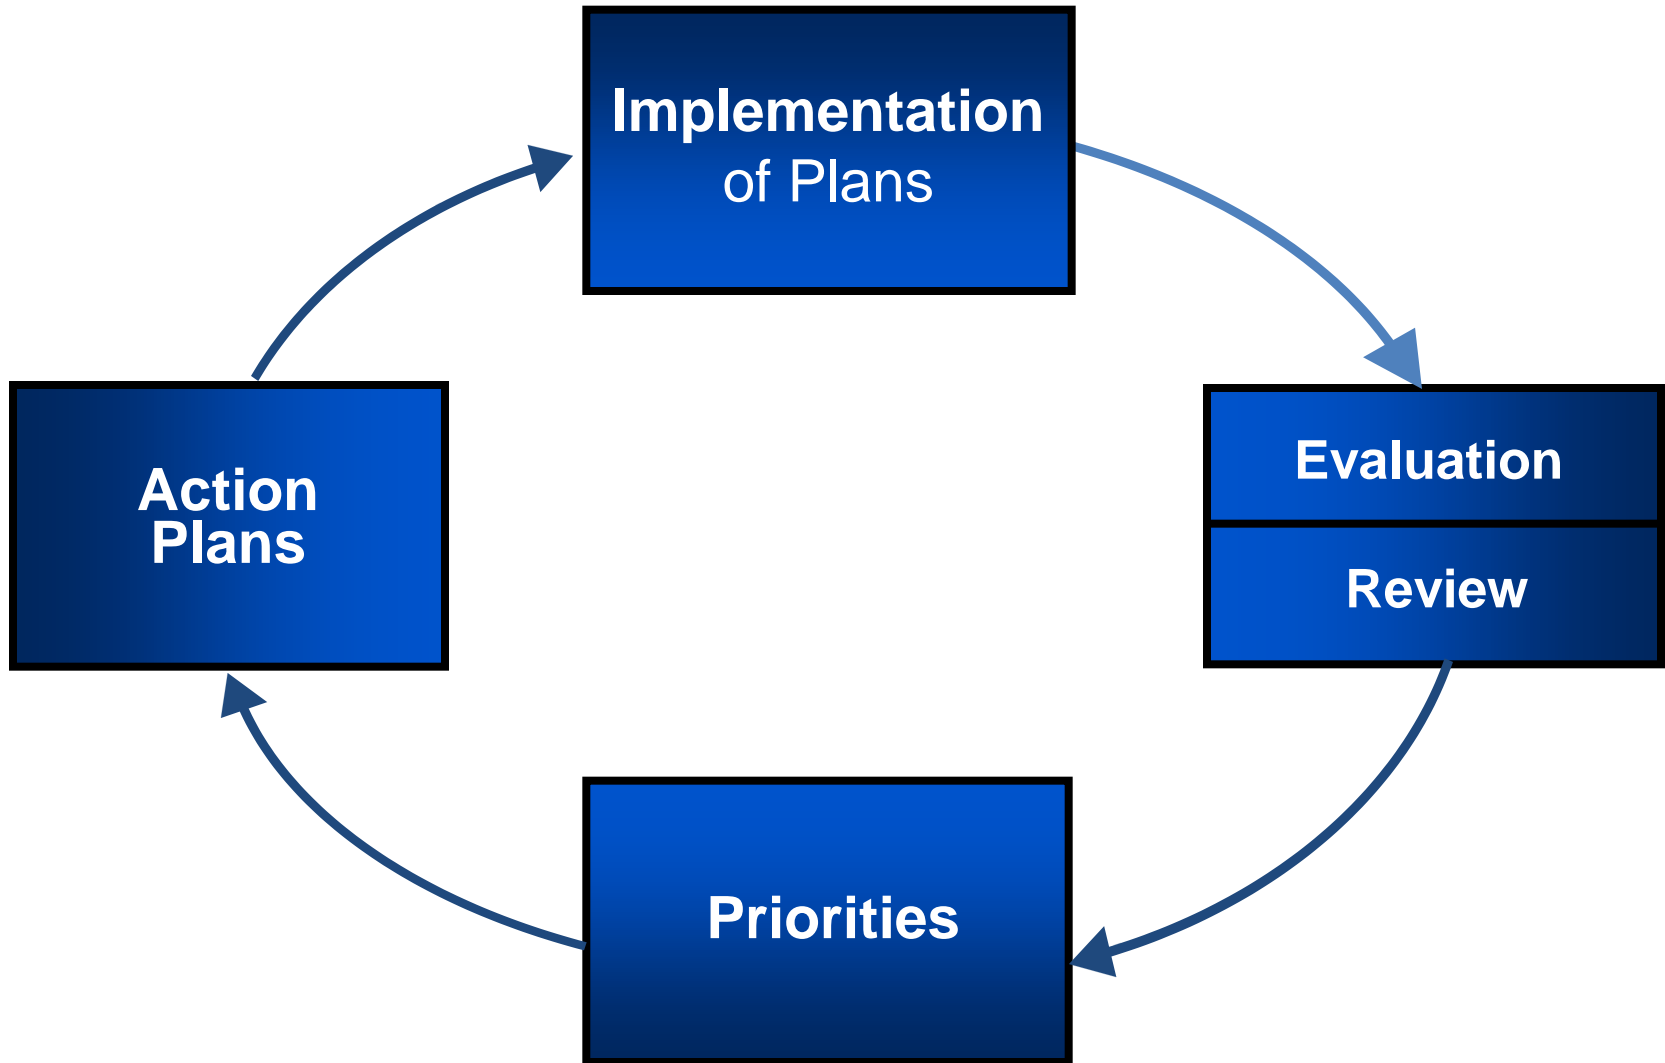 Implementation
of Plans
Evaluation
Review
Action
Plans
Priorities